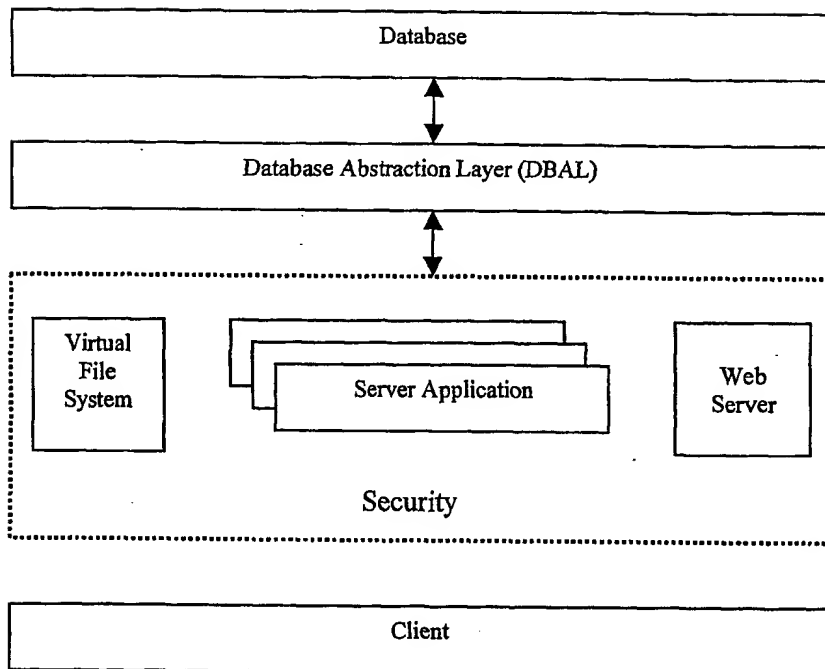 Database
Database Abstraction Layer (DBAL)
Virtual
File
System
Server Application
Web
Server
Security
Client